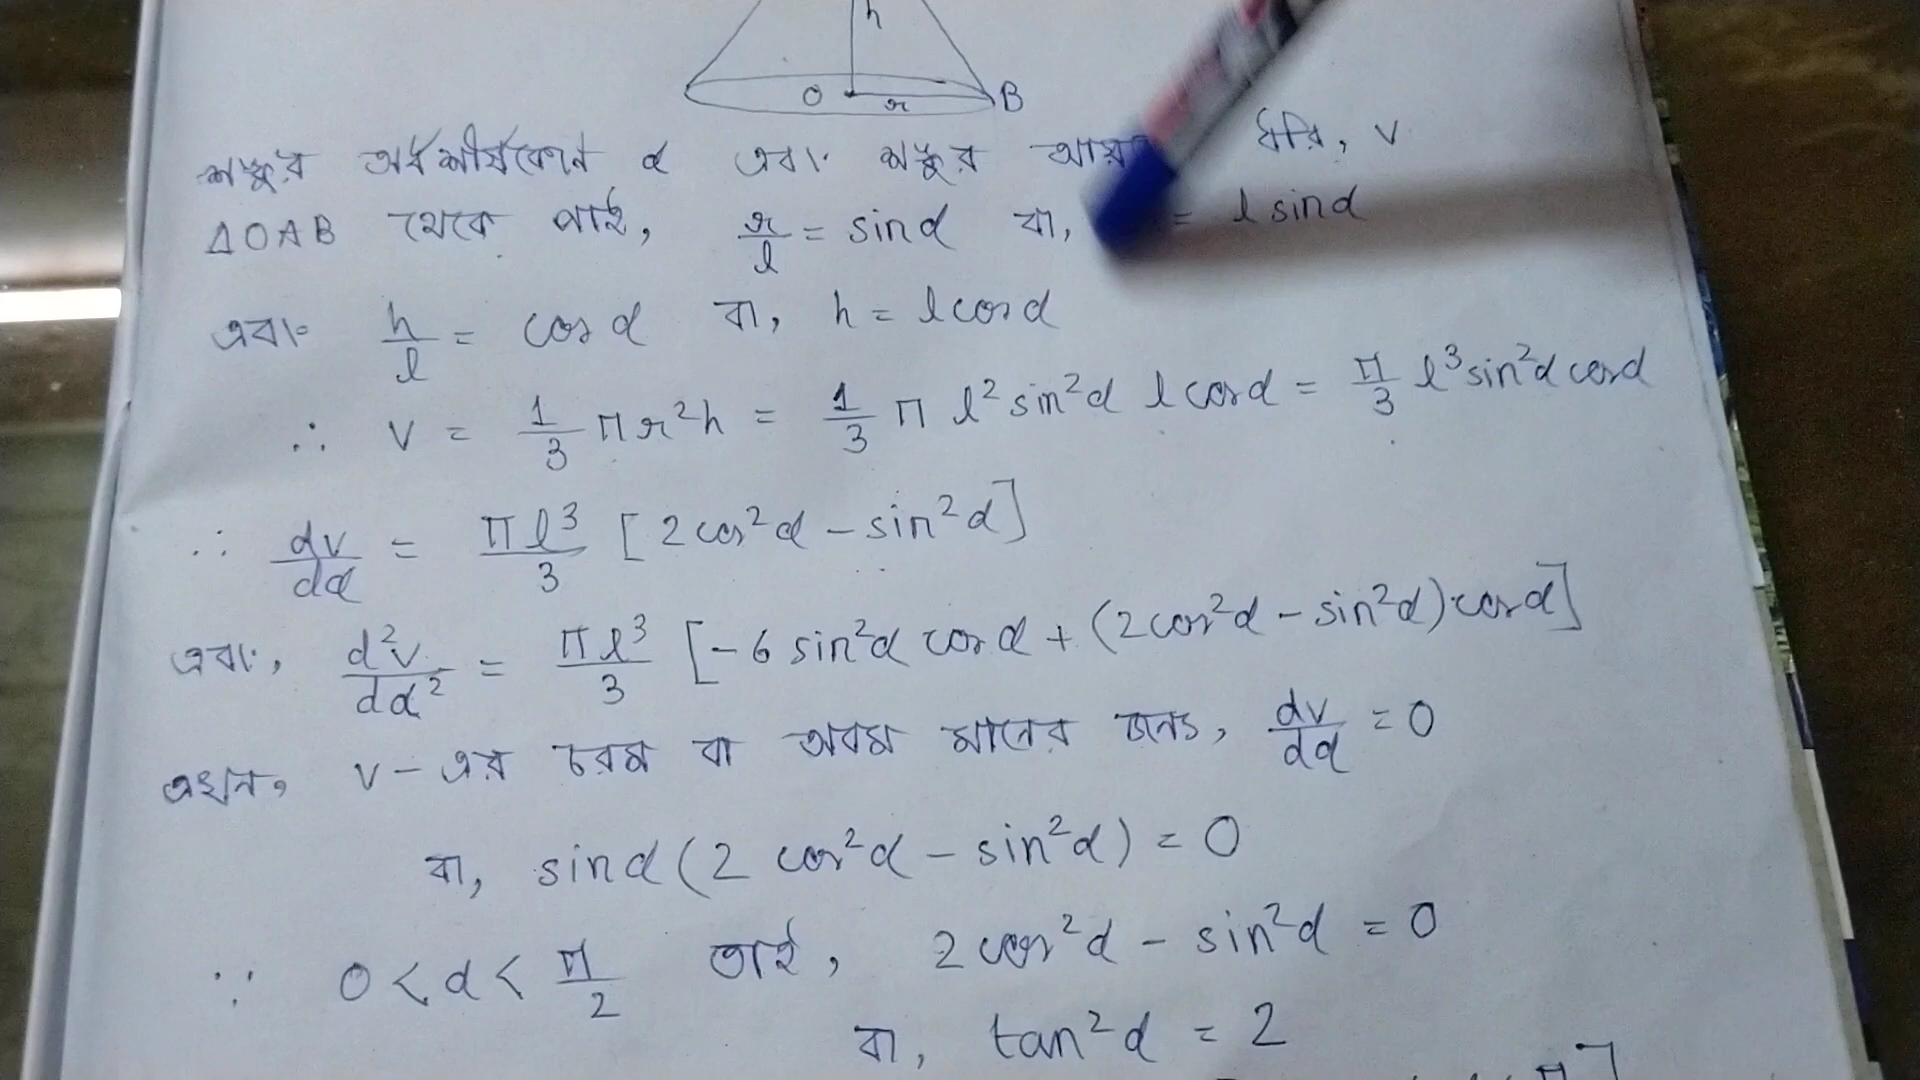 h
O r B
শঙ্কুর অর্ধশীর্ষকোণ α এবং শঙ্কুর ধরি, V
ΔOAB থেকে পাই, r/l = sinα বা, = l sinα
এবং h/l = cosα বা, h = l cosα
∴ V = 1/3 πr²h = 1/3 π l² sin²α l cosα = π/3 l³ sin²α cosα
∴ dv/dα = πl³/3 [2cos²α – sin²α]
এবং, d²v/dα² = πl³/3 [-6 sin²α cosα + (2cos²α – sin²α)cosα]
এখন, V-এর চরম বা অবম মানের জন্য, dv/dα = 0
বা, sinα (2 cos²α – sin²α) = 0
∵ 0 < α < π/2 তাই, 2cos²α – sin²α = 0
বা, tan²α = 2